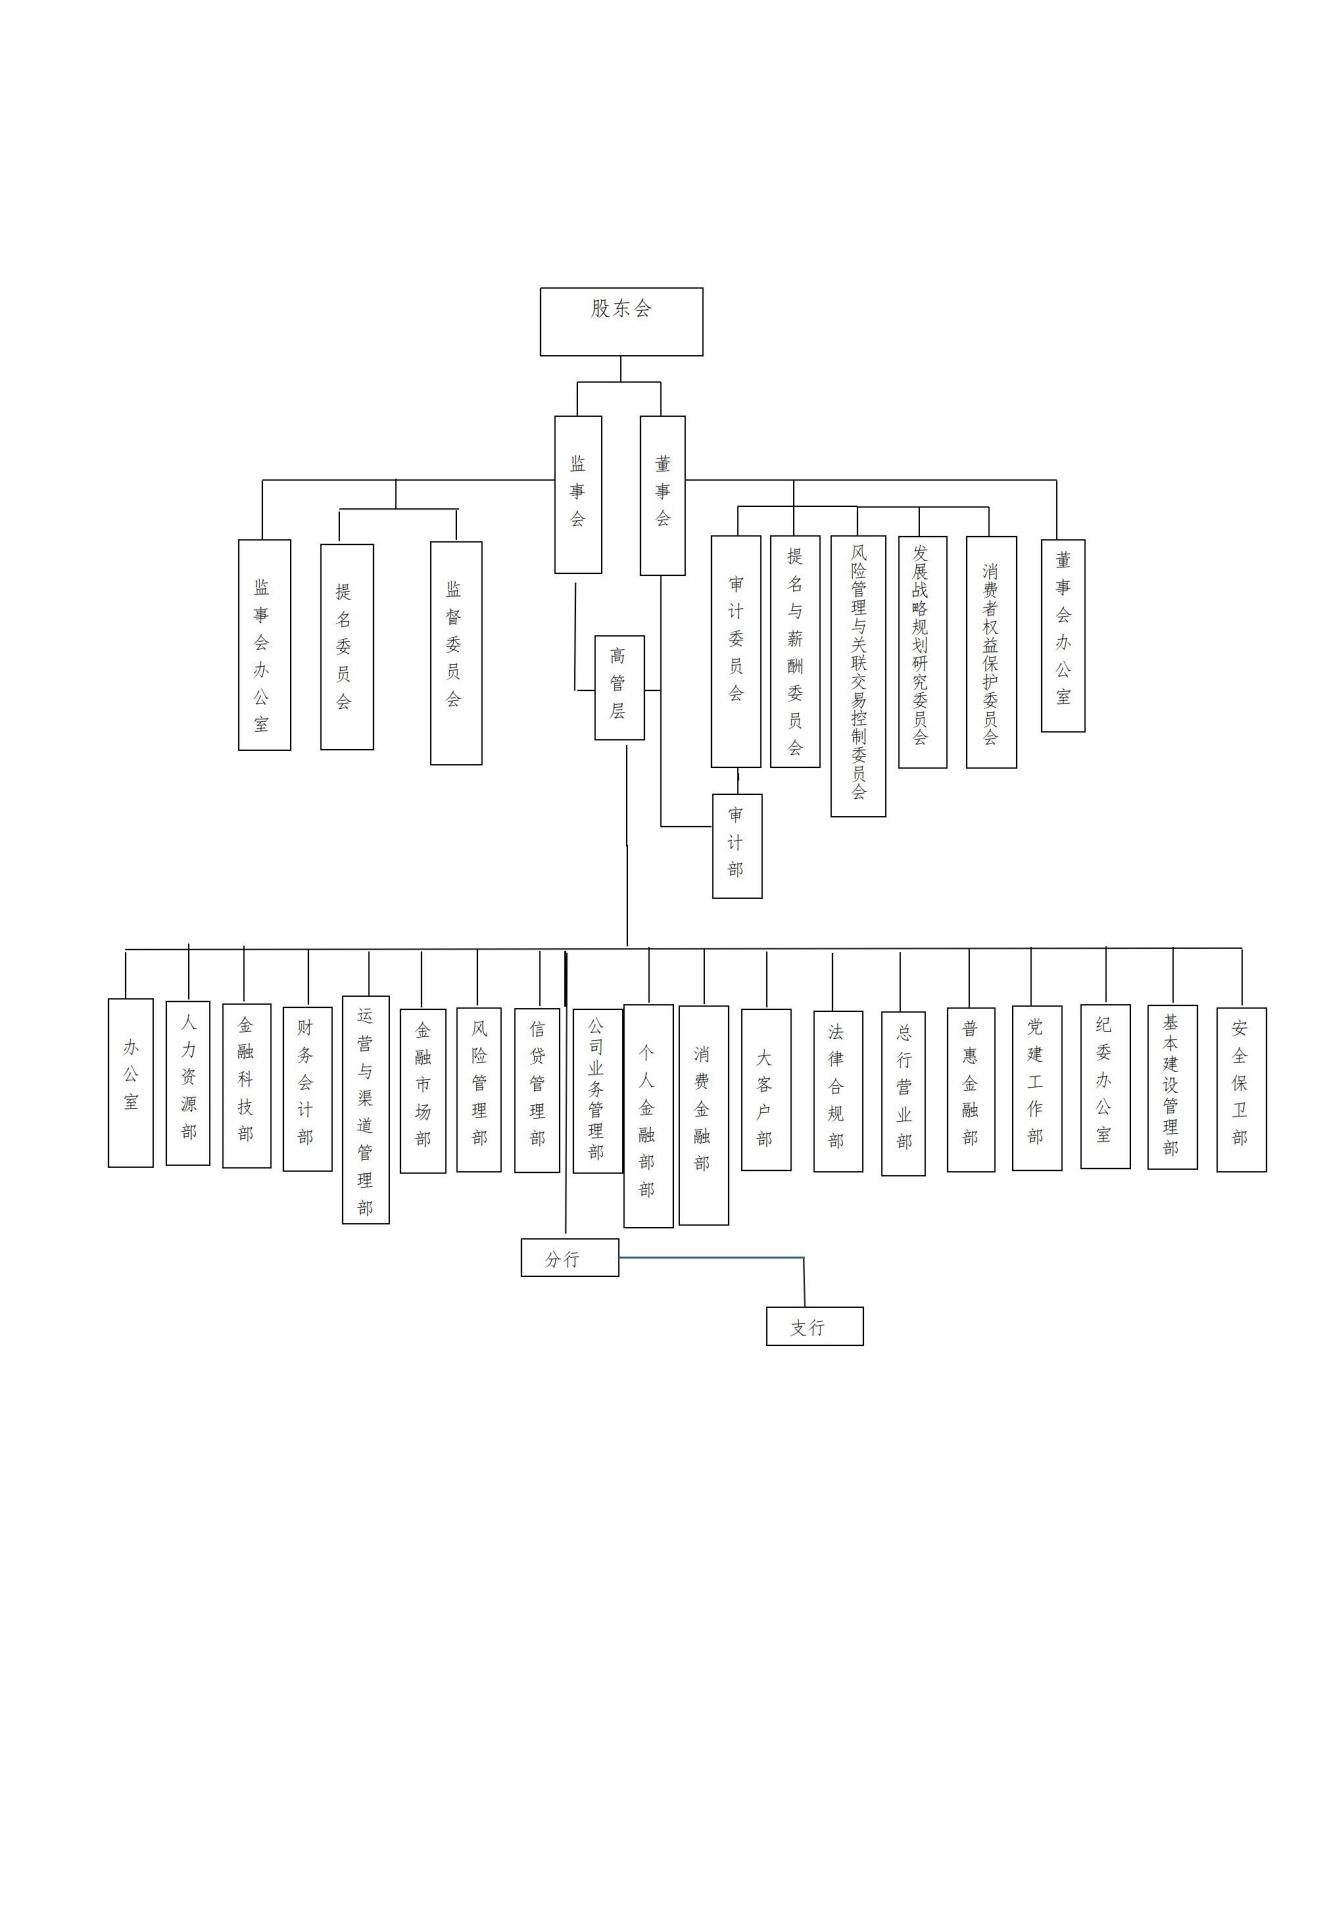 股东会
监事会
董事会
监事会办公室
提名委员会
监督委员会
高管层
审计委员会
提名与薪酬委员会
风险管理与关联交易控制委员会
发展战略规划研究委员会
消费者权益保护委员会
董事会办公室
审计部
办公室
人力资源部
金融科技部
财务会计部
运营与渠道管理部
金融市场部
风险管理部
信贷管理部
公司业务管理部
个人金融部部
消费金融部
大客户部
法律合规部
总行营业部
普惠金融部
党建工作部
纪委办公室
基本建设管理部
安全保卫部
分行
支行